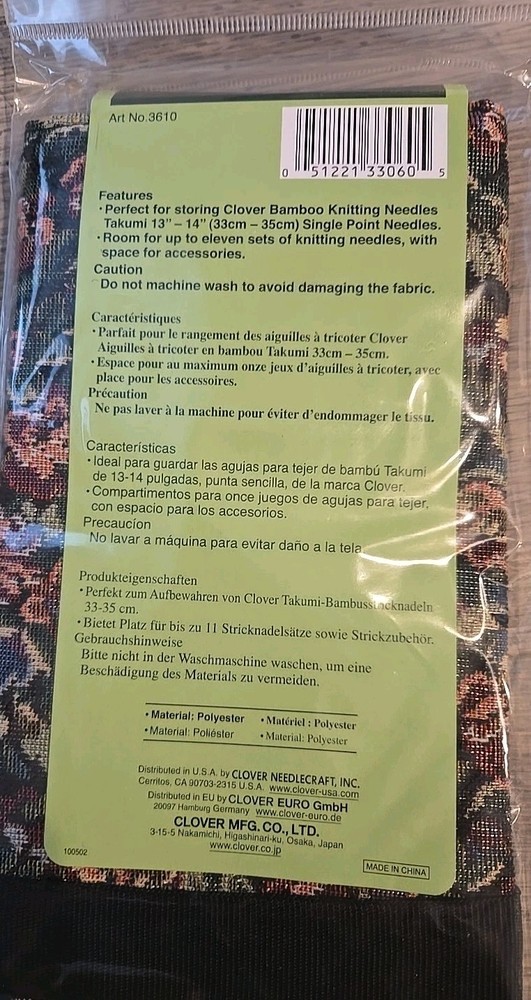 Art No.3610
0 51221 33060 5
Features
・Perfect for storing Clover Bamboo Knitting Needles
Takumi 13" – 14" (33cm – 35cm) Single Point Needles.
・Room for up to eleven sets of knitting needles, with
space for accessories.
Caution
Do not machine wash to avoid damaging the fabric.
Caractéristiques
・Parfait pour le rangement des aiguilles à tricoter Clover
Aiguilles à tricoter en bambou Takumi 33cm – 35cm.
・Espace pour au maximum onze jeux d'aiguilles à tricoter, avec
place pour les accessoires.
Précaution
Ne pas laver à la machine pour éviter d'endommager le tissu.
Características
・Ideal para guardar las agujas para tejer de bambú Takumi
de 13-14 pulgadas, punta sencilla, de la marca Clover.
・Compartimentos para once juegos de agujas para tejer,
con espacio para los accesorios.
Precaucíon
No lavar a máquina para evitar daño a la tela.
Produkteigenschaften
・Perfekt zum Aufbewahren von Clover Takumi-Bambusstricknadeln
33-35 cm.
・Bietet Platz für bis zu 11 Stricknadelsätze sowie Strickzubehör.
Gebrauchshinweise
Bitte nicht in der Waschmaschine waschen, um eine
Beschädigung des Materials zu vermeiden.
・Material: Polyester ・Matériel : Polyester
・Material: Poliéster ・Material: Polyester
Distributed in U.S.A. by CLOVER NEEDLECRAFT, INC.
Cerritos, CA 90703-2315 U.S.A. www.clover-usa.com
Distributed in EU by CLOVER EURO GmbH
20097 Hamburg Germany www.clover-euro.de
CLOVER MFG. CO., LTD.
3-15-5 Nakamichi, Higashinari-ku, Osaka, Japan
www.clover.co.jp
100502
MADE IN CHINA